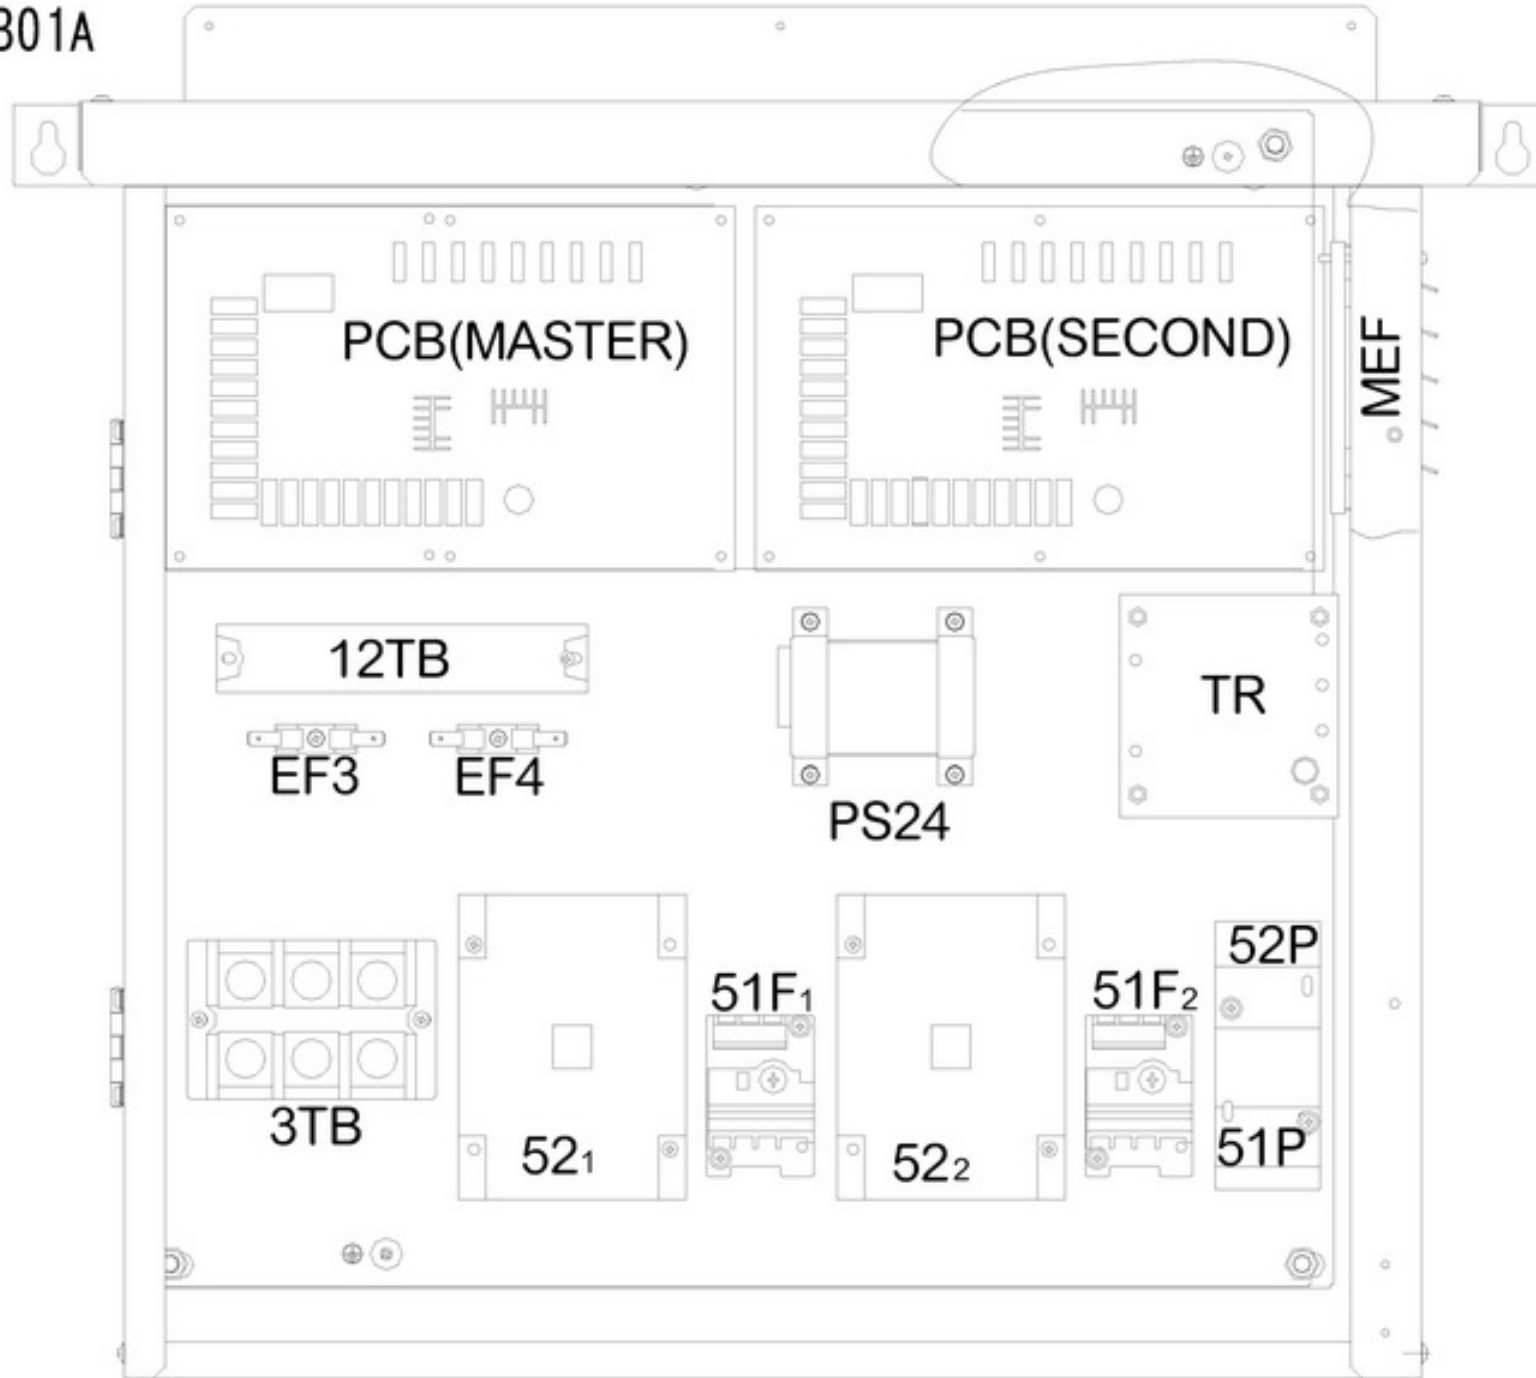 301A
PCB(MASTER)
PCB(SECOND)
MEF
12TB
TR
EF3
EF4
PS24
52P
51F₁
51F₂
3TB
52₁
52₂
51P